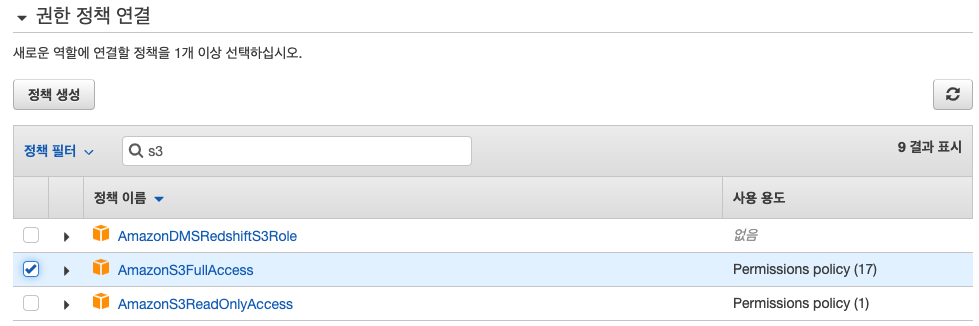 권한 정책 연결
새로운 역할에 연결할 정책을 1개 이상 선택하십시오.
정책 생성
정책 필터 s3 9 결과 표시
정책 이름 사용 용도
AmazonDMSRedshiftS3Role 없음
AmazonS3FullAccess Permissions policy (17)
AmazonS3ReadOnlyAccess Permissions policy (1)